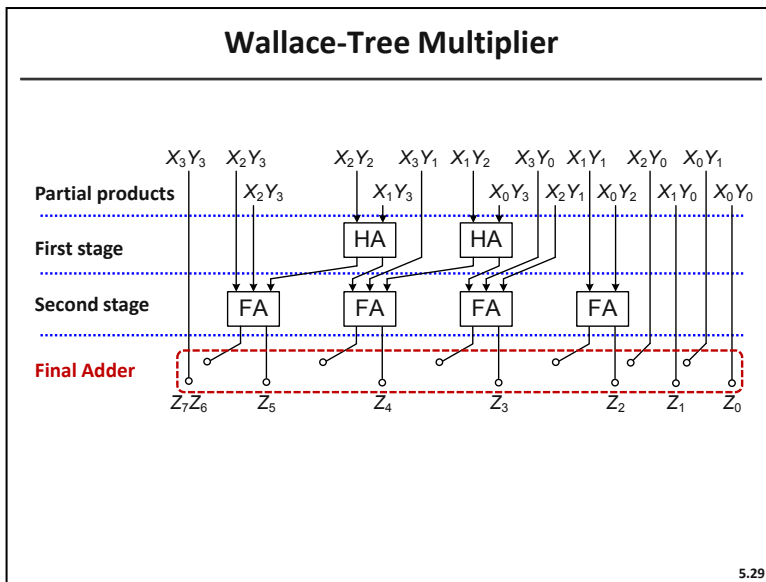 Wallace-Tree Multiplier
X₃Y₃ X₂Y₃ X₂Y₂ X₃Y₁ X₁Y₂ X₃Y₀ X₁Y₁ X₂Y₀ X₀Y₁
Partial products X₂Y₃ X₁Y₃ X₀Y₃ X₂Y₁ X₀Y₂ X₁Y₀ X₀Y₀
First stage HA HA
Second stage FA FA FA FA
Final Adder
Z₇Z₆ Z₅ Z₄ Z₃ Z₂ Z₁ Z₀
5.29